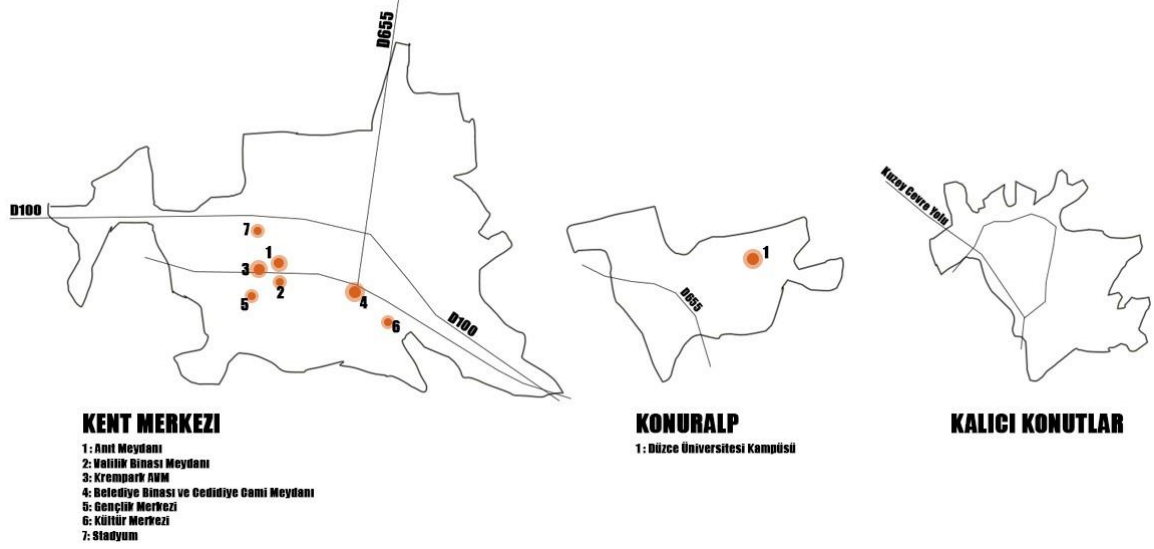 D655
D100
7
1
3
2
5
4
6
D100
KENT MERKEZI
1 : Anıt Meydanı
2: Valilik Binası Meydanı
3: Krempark AVM
4: Belediye Binası ve Cedidiye Cami Meydanı
5: Gençlik Merkezi
6: Kültür Merkezi
7: Stadyum
1
D655
KONURALP
1 : Düzce Üniversitesi Kampüsü
Kuzey Cevre Yolu
KALICI KONUTLAR